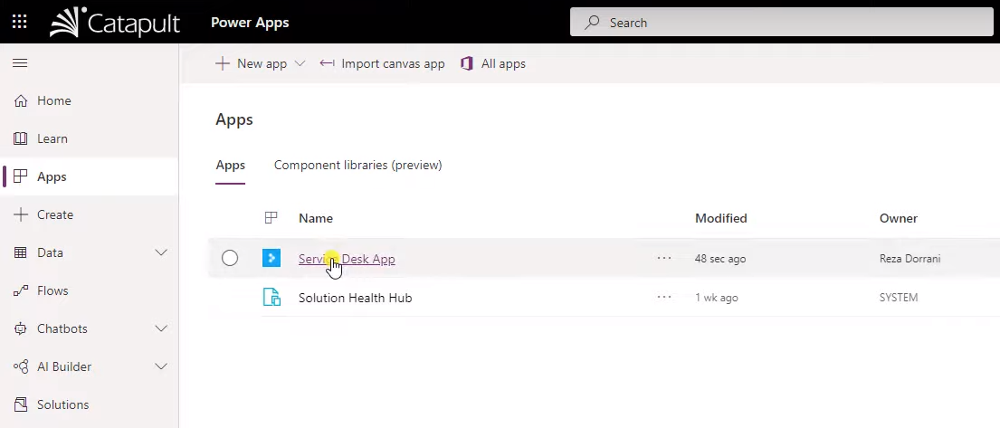 Catapult Power Apps Search
New app Import canvas app All apps
Home
Learn
Apps
Create
Data
Flows
Chatbots
AI Builder
Solutions
Apps
Apps Component libraries (preview)
Name Modified Owner
Service Desk App 48 sec ago Reza Dorrani
Solution Health Hub 1 wk ago SYSTEM